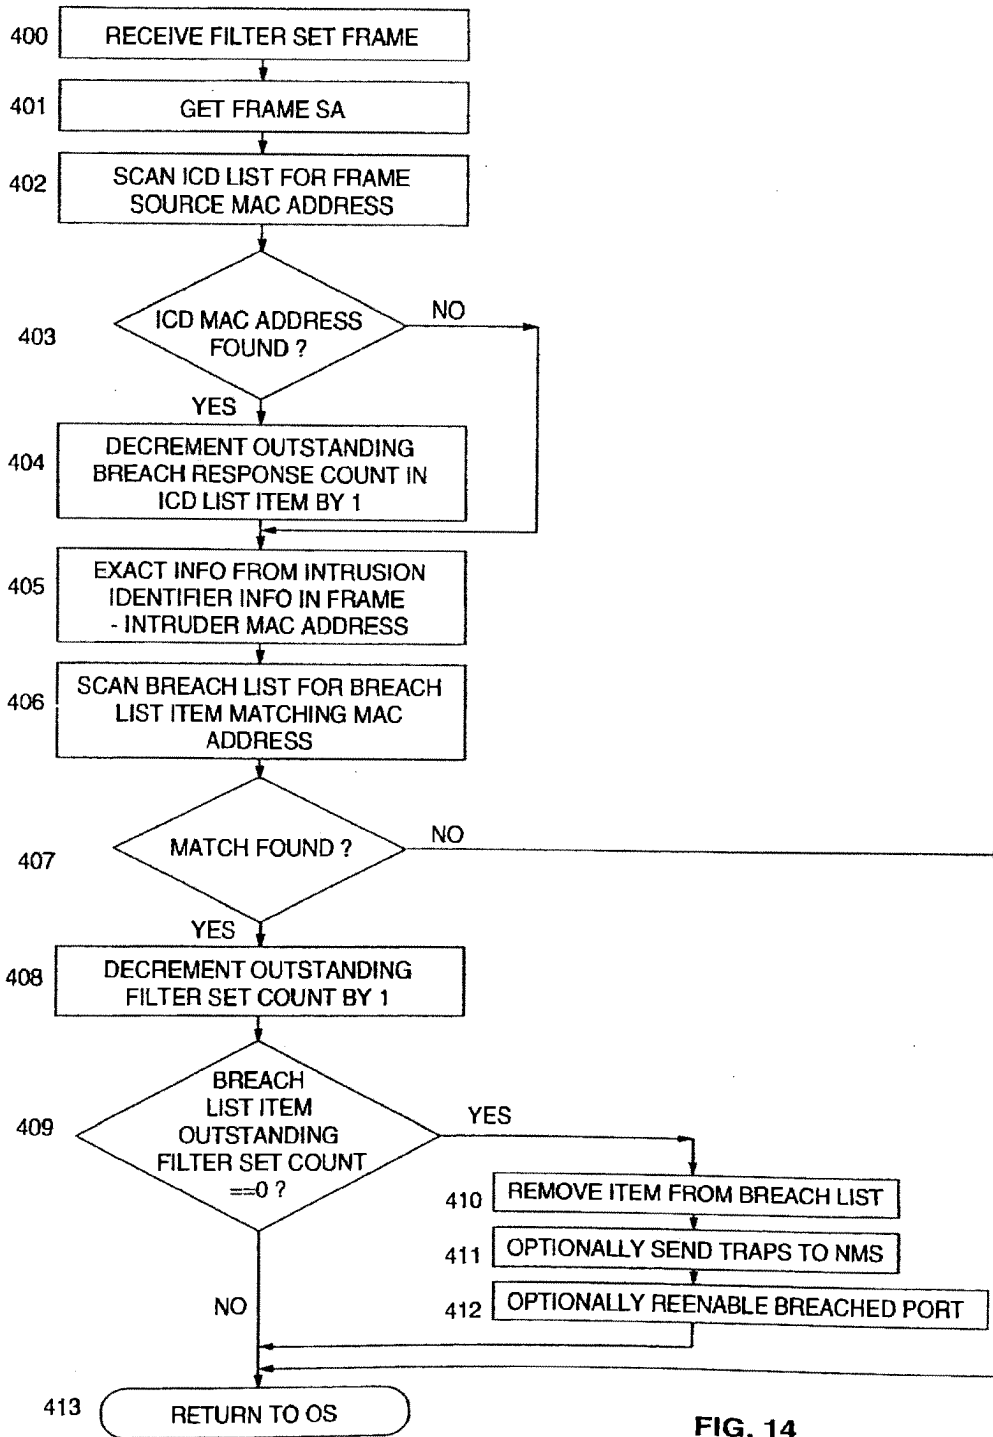 400
RECEIVE FILTER SET FRAME
401
GET FRAME SA
402
SCAN ICD LIST FOR FRAME
SOURCE MAC ADDRESS
403
ICD MAC ADDRESS
FOUND ?
NO
YES
404
DECREMENT OUTSTANDING
BREACH RESPONSE COUNT IN
ICD LIST ITEM BY 1
405
EXACT INFO FROM INTRUSION
IDENTIFIER INFO IN FRAME
- INTRUDER MAC ADDRESS
406
SCAN BREACH LIST FOR BREACH
LIST ITEM MATCHING MAC
ADDRESS
407
MATCH FOUND ?
NO
YES
408
DECREMENT OUTSTANDING
FILTER SET COUNT BY 1
409
BREACH
LIST ITEM
OUTSTANDING
FILTER SET COUNT
==0 ?
YES
410
REMOVE ITEM FROM BREACH LIST
411
OPTIONALLY SEND TRAPS TO NMS
412
OPTIONALLY REENABLE BREACHED PORT
NO
413
RETURN TO OS
FIG. 14